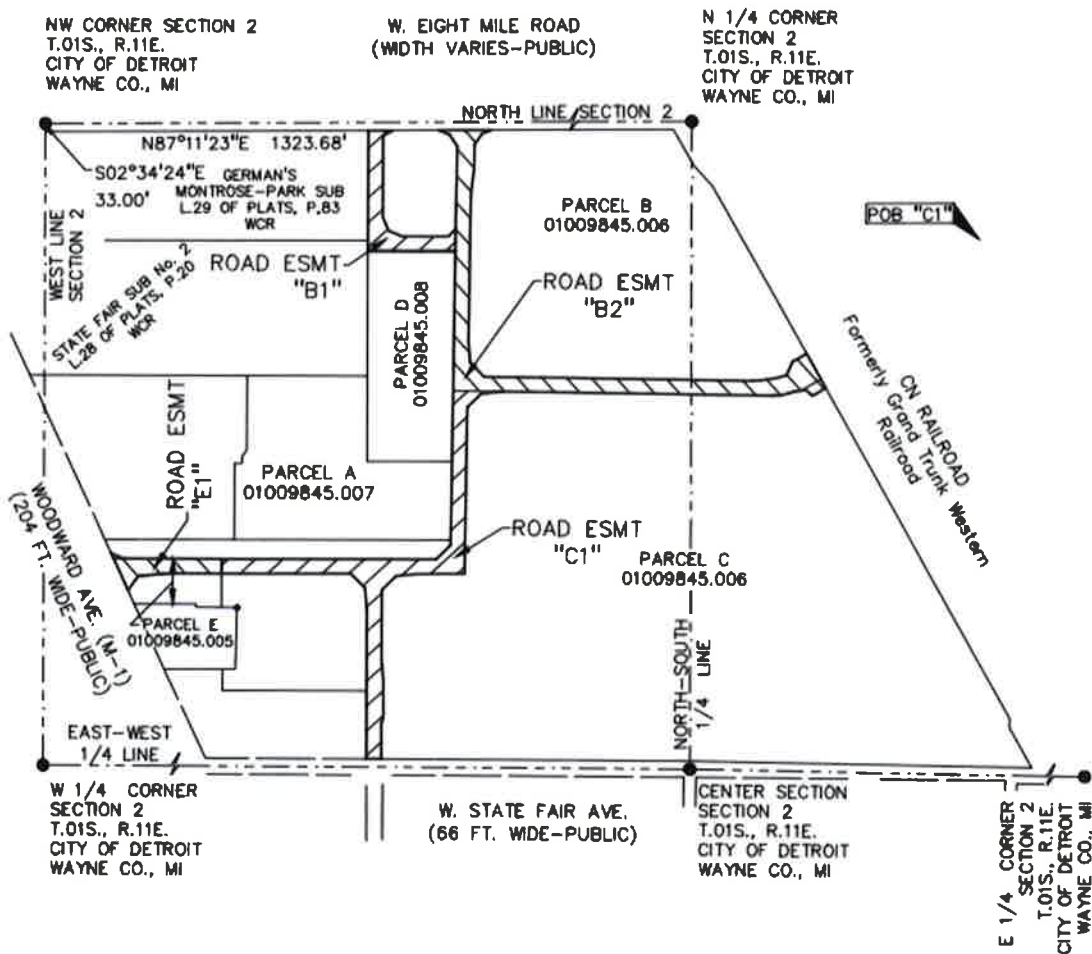 NW CORNER SECTION 2
T.01S., R.11E.
CITY OF DETROIT
WAYNE CO., MI
W. EIGHT MILE ROAD
(WIDTH VARIES-PUBLIC)
N 1/4 CORNER
SECTION 2
T.01S., R.11E.
CITY OF DETROIT
WAYNE CO., MI
NORTH LINE SECTION 2
N87°11'23"E 1323.68'
S02°34'24"E
33.00'
GERMAN'S
MONTROSE-PARK SUB
L.29 OF PLATS, P.83
WCR
WEST LINE
SECTION 2
STATE FAIR SUB No. 2
L.28 OF PLATS, P.20
WCR
ROAD ESMT
"B1"
PARCEL B
01009845.006
POB "C1"
ROAD ESMT
"B2"
PARCEL D
01009845.008
CN RAILROAD
Formerly Grand Trunk Western
Railroad
ROAD ESMT
"E1"
PARCEL A
01009845.007
WOODWARD AVE. (M-1)
(204 FT. WIDE-PUBLIC)
ROAD ESMT
"C1"
PARCEL C
01009845.006
PARCEL E
01009845.005
NORTH-SOUTH
1/4 LINE
EAST-WEST
1/4 LINE
W 1/4 CORNER
SECTION 2
T.01S., R.11E.
CITY OF DETROIT
WAYNE CO., MI
W. STATE FAIR AVE.
(66 FT. WIDE-PUBLIC)
CENTER SECTION
SECTION 2
T.01S., R.11E.
CITY OF DETROIT
WAYNE CO., MI
E 1/4 CORNER
SECTION 2
T.01S., R.11E.
CITY OF DETROIT
WAYNE CO., MI